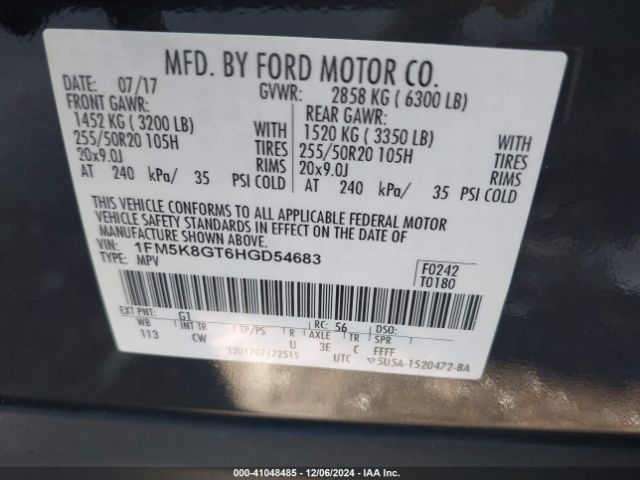 MFD. BY FORD MOTOR CO.
DATE: 07/17 GVWR: 2858 KG ( 6300 LB)
FRONT GAWR: REAR GAWR:
1452 KG ( 3200 LB) WITH 1520 KG ( 3350 LB) WITH
255/50R20 105H TIRES 255/50R20 105H TIRES
20x9.0J RIMS 20x9.0J RIMS
AT 240 kPa/ 35 PSI COLD AT 240 kPa/ 35 PSI COLD
THIS VEHICLE CONFORMS TO ALL APPLICABLE FEDERAL MOTOR
VEHICLE SAFETY STANDARDS IN EFFECT ON THE DATE OF
MANUFACTURE SHOWN ABOVE.
VIN: 1FM5K8GT6HGD54683 F0242
TYPE: MPV T0180
EXT PNT: G1 RC: 56 DSO:
WB INT TR TP/PS R AXLE TR SPR
113 CW U 3E C FFFF
1201707172515 UTC ▽5U5A-1520472-BA
000-41048485 - 12/06/2024 - IAA Inc.